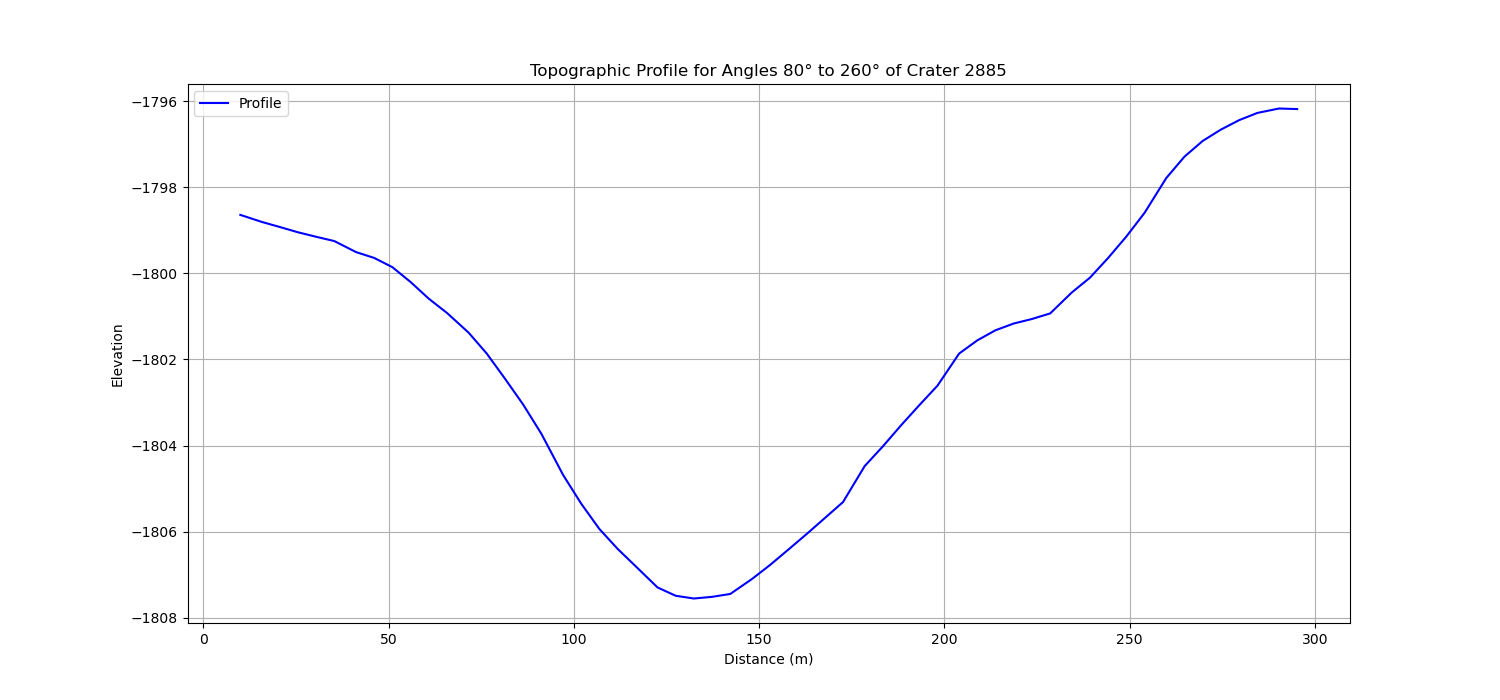 Topographic Profile for Angles 80° to 260° of Crater 2885
Profile
−1796
−1798
−1800
−1802
−1804
−1806
−1808
Elevation
0 50 100 150 200 250 300
Distance (m)